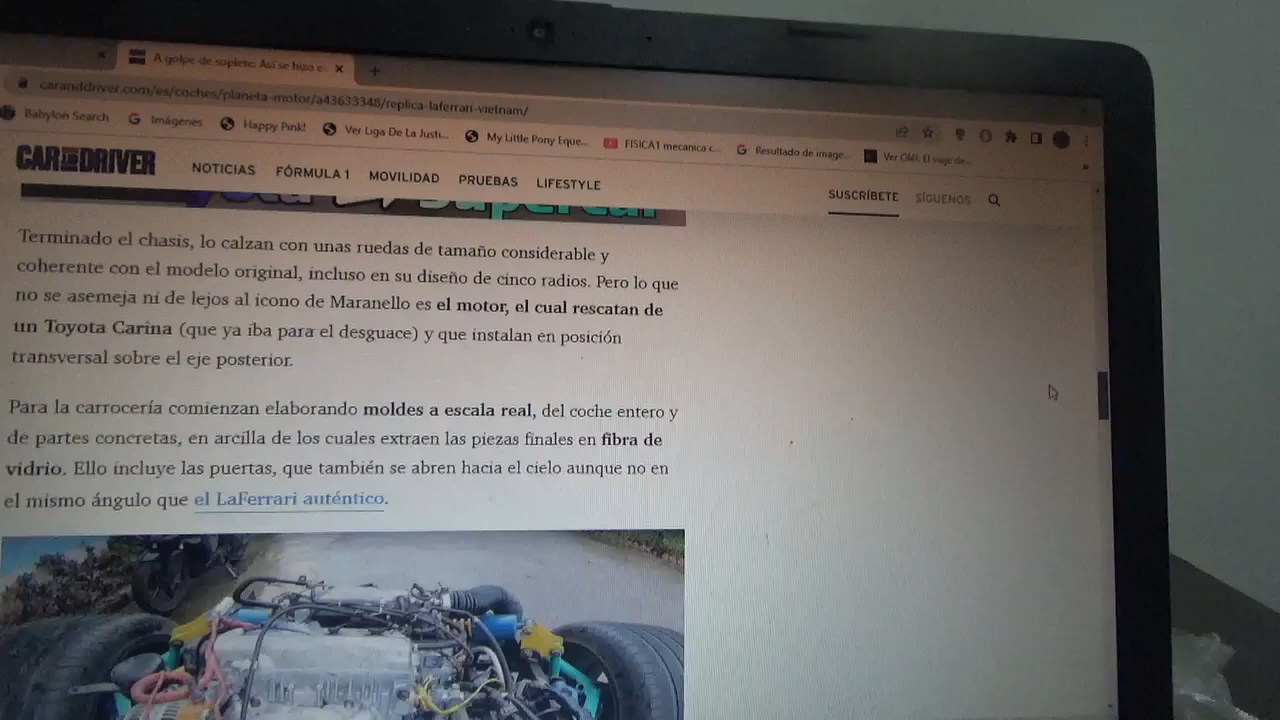 A golpe de soplete: Así se hizo e
caranddriver.com/es/coches/planeta-motor/a43633348/replica-laferrari-vietnam/
Babylon Search
Imágenes
Happy Pink!
Ver Liga De La Justi...
My Little Pony Eque...
FISICA1 mecanica c...
Resultado de image...
CAR AND DRIVER
NOTICIAS
FÓRMULA 1
MOVILIDAD
PRUEBAS
LIFESTYLE
SUSCRÍBETE
SÍGUENOS
Terminado el chasis, lo calzan con unas ruedas de tamaño considerable y
coherente con el modelo original, incluso en su diseño de cinco radios. Pero lo que
no se asemeja ni de lejos al icono de Maranello es el motor, el cual rescatan de
un Toyota Carina (que ya iba para el desguace) y que instalan en posición
transversal sobre el eje posterior.
Para la carrocería comienzan elaborando moldes a escala real, del coche entero y
de partes concretas, en arcilla de los cuales extraen las piezas finales en fibra de
vidrio. Ello incluye las puertas, que también se abren hacia el cielo aunque no en
el mismo ángulo que el LaFerrari auténtico.